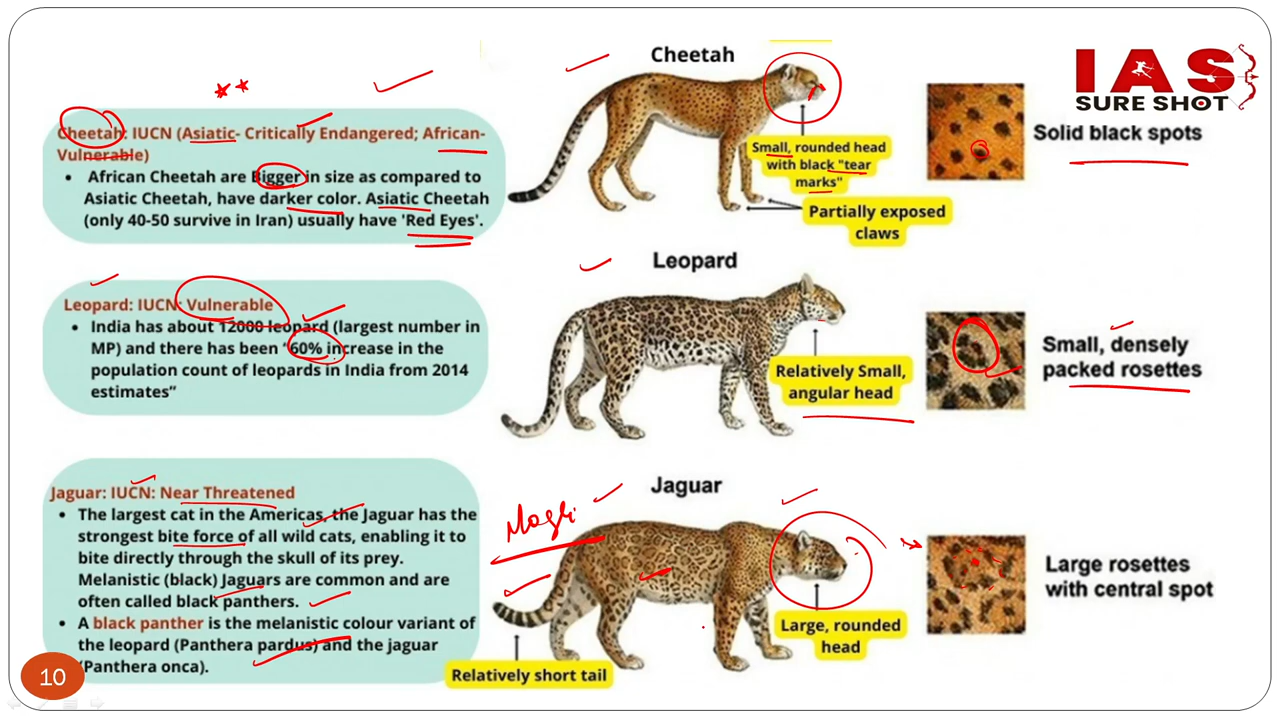 Cheetah
IAS
SURE SHOT
Cheetah: IUCN (Asiatic- Critically Endangered; African-
Vulnerable)
• African Cheetah are Bigger in size as compared to
Asiatic Cheetah, have darker color. Asiatic Cheetah
(only 40-50 survive in Iran) usually have 'Red Eyes'.
Small, rounded head
with black "tear
marks"
Partially exposed
claws
Solid black spots
Leopard
Leopard: IUCN: Vulnerable
• India has about 12000 leopard (largest number in
MP) and there has been "60% increase in the
population count of leopards in India from 2014
estimates”
Relatively Small,
angular head
Small, densely
packed rosettes
Jaguar
Jaguar: IUCN: Near Threatened
• The largest cat in the Americas, the Jaguar has the
strongest bite force of all wild cats, enabling it to
bite directly through the skull of its prey.
Melanistic (black) Jaguars are common and are
often called black panthers.
• A black panther is the melanistic colour variant of
the leopard (Panthera pardus) and the jaguar
(Panthera onca).
Large, rounded
head
Relatively short tail
Large rosettes
with central spot
10